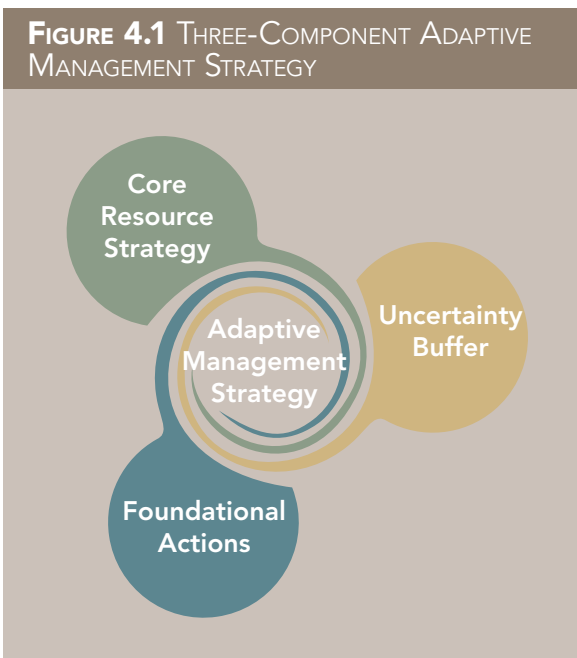 FIGURE 4.1 THREE-COMPONENT ADAPTIVE
MANAGEMENT STRATEGY
Core
Resource
Strategy
Uncertainty
Buffer
Adaptive
Management
Strategy
Foundational
Actions